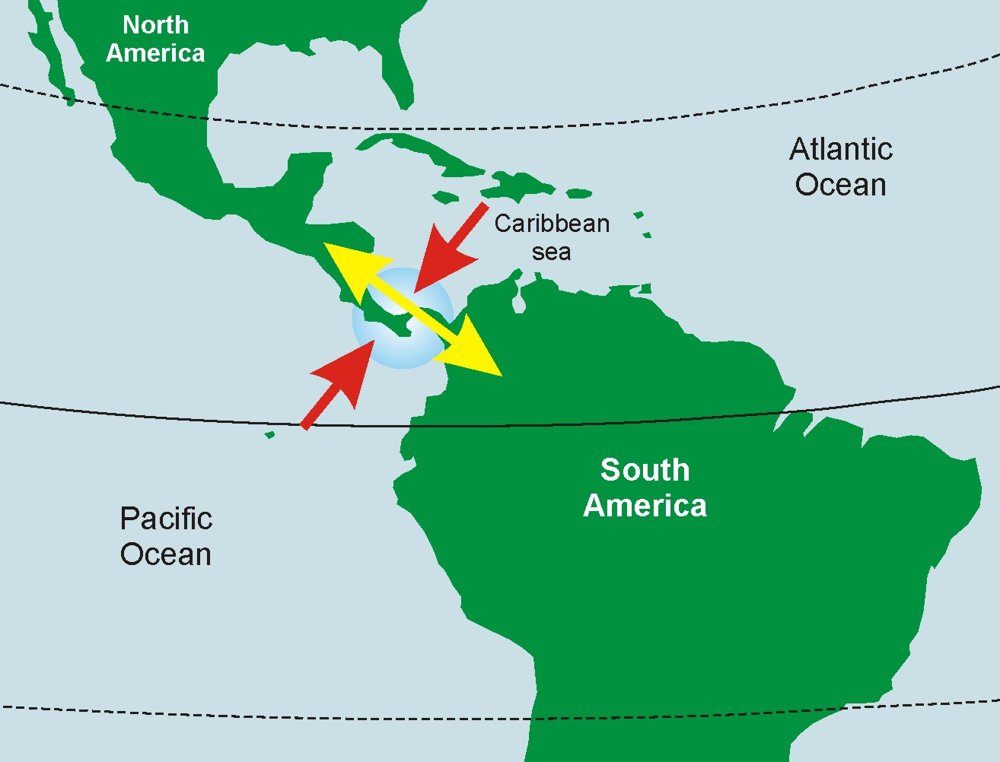 North
America
Atlantic
Ocean
Caribbean
sea
South
America
Pacific
Ocean